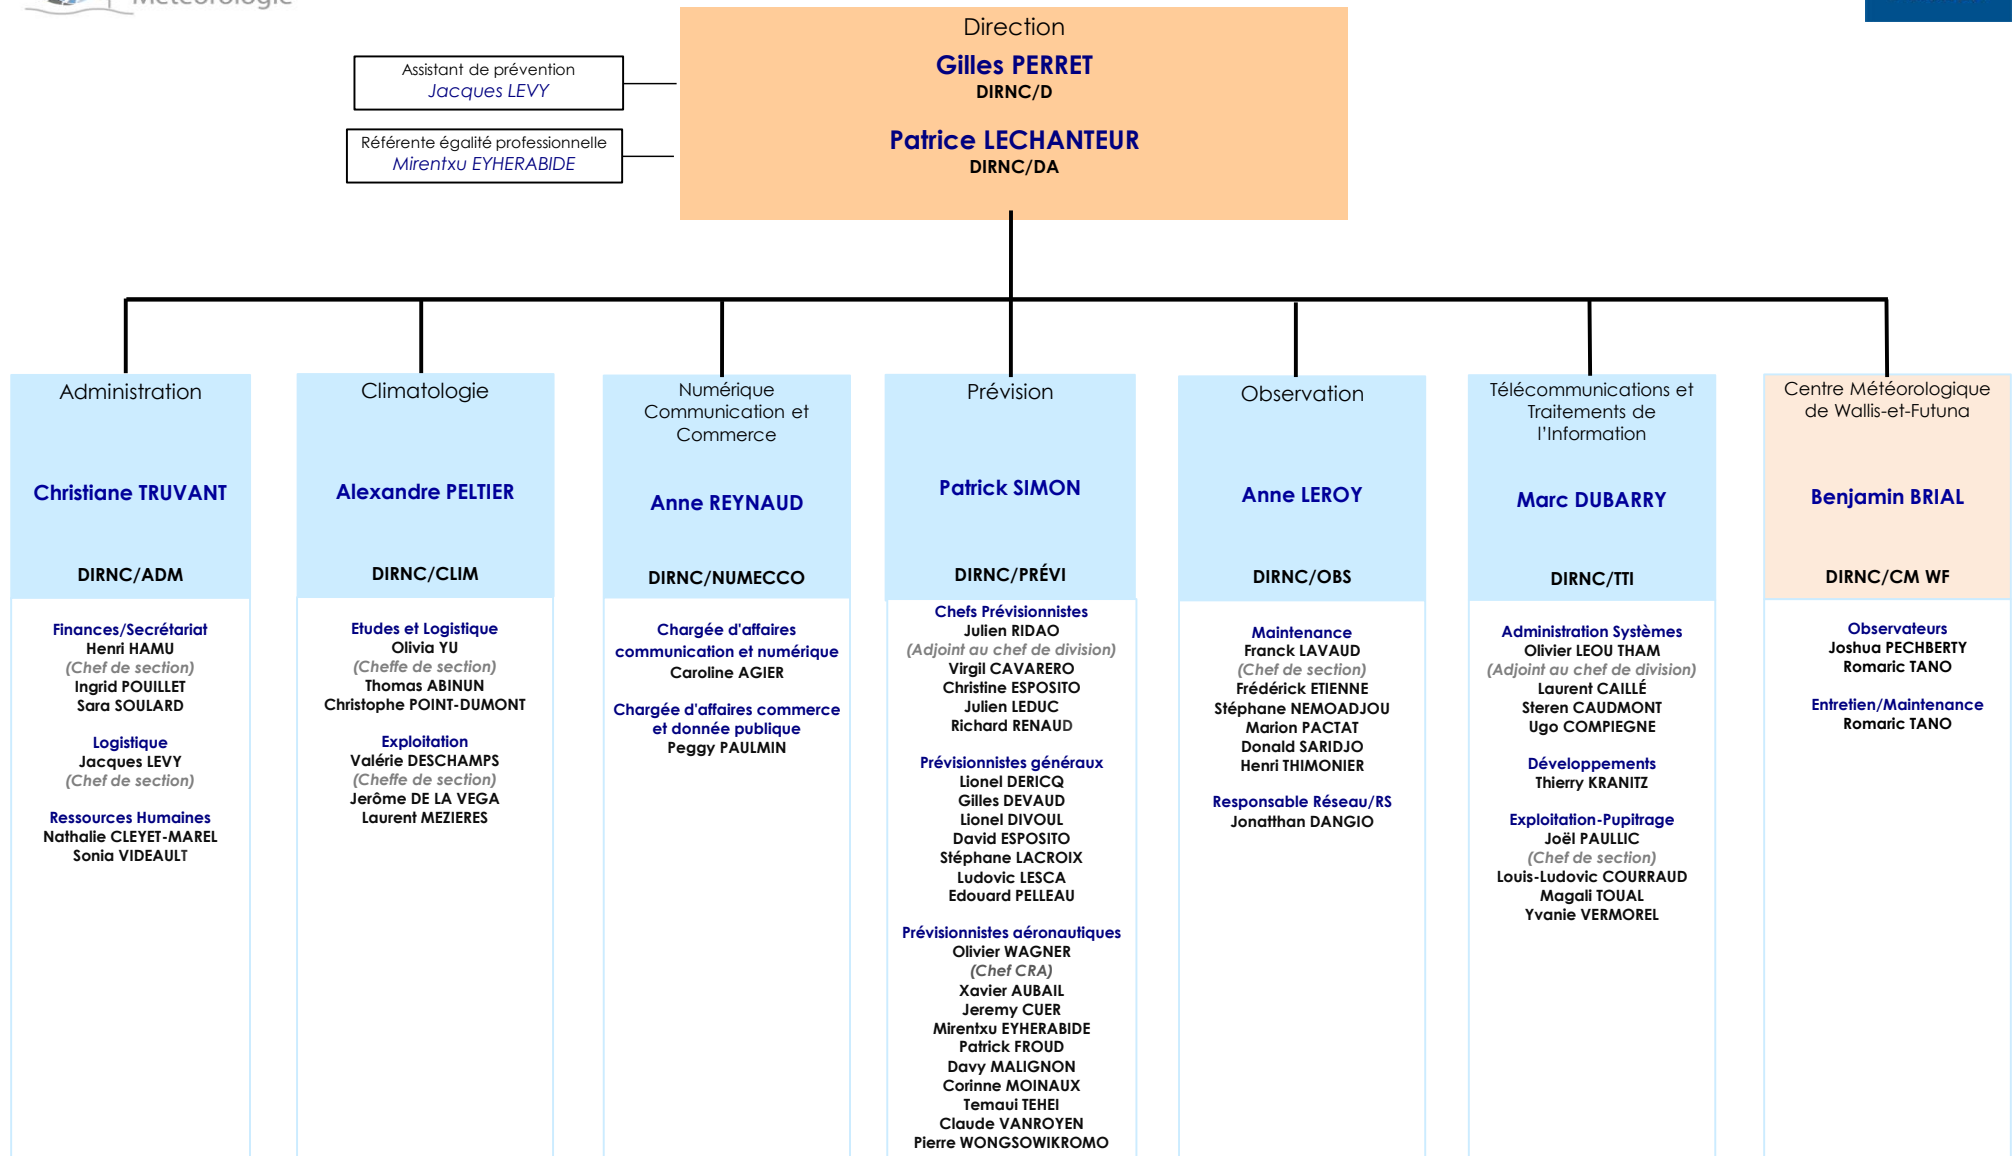 Météorologie
Direction
Gilles PERRET
DIRNC/D
Patrice LECHANTEUR
DIRNC/DA
Assistant de prévention
Jacques LEVY
Référente égalité professionnelle
Mirentxu EYHERABIDE
Administration
Christiane TRUVANT
DIRNC/ADM
Finances/Secrétariat
Henri HAMU
(Chef de section)
Ingrid POUILLET
Sara SOULARD
Logistique
Jacques LEVY
(Chef de section)
Ressources Humaines
Nathalie CLEYET-MAREL
Sonia VIDEAULT
Climatologie
Alexandre PELTIER
DIRNC/CLIM
Etudes et Logistique
Olivia YU
(Cheffe de section)
Thomas ABINUN
Christophe POINT-DUMONT
Exploitation
Valérie DESCHAMPS
(Cheffe de section)
Jerôme DE LA VEGA
Laurent MEZIERES
Numérique
Communication et
Commerce
Anne REYNAUD
DIRNC/NUMECCO
Chargée d'affaires
communication et numérique
Caroline AGIER
Chargée d'affaires commerce
et donnée publique
Peggy PAULMIN
Prévision
Patrick SIMON
DIRNC/PRÉVI
Chefs Prévisionnistes
Julien RIDAO
(Adjoint au chef de division)
Virgil CAVARERO
Christine ESPOSITO
Julien LEDUC
Richard RENAUD
Prévisionnistes généraux
Lionel DERICQ
Gilles DEVAUD
Lionel DIVOUL
David ESPOSITO
Stéphane LACROIX
Ludovic LESCA
Edouard PELLEAU
Prévisionnistes aéronautiques
Olivier WAGNER
(Chef CRA)
Xavier AUBAIL
Jeremy CUER
Mirentxu EYHERABIDE
Patrick FROUD
Davy MALIGNON
Corinne MOINAUX
Temaui TEHEI
Claude VANROYEN
Pierre WONGSOWIKROMO
Observation
Anne LEROY
DIRNC/OBS
Maintenance
Franck LAVAUD
(Chef de section)
Frédérick ETIENNE
Stéphane NEMOADJOU
Marion PACTAT
Donald SARIDJO
Henri THIMONIER
Responsable Réseau/RS
Jonatthan DANGIO
Télécommunications et
Traitements de
l'Information
Marc DUBARRY
DIRNC/TTI
Administration Systèmes
Olivier LEOU THAM
(Adjoint au chef de division)
Laurent CAILLÉ
Steren CAUDMONT
Ugo COMPIEGNE
Développements
Thierry KRANITZ
Exploitation-Pupitrage
Joël PAULLIC
(Chef de section)
Louis-Ludovic COURRAUD
Magali TOUAL
Yvanie VERMOREL
Centre Météorologique
de Wallis-et-Futuna
Benjamin BRIAL
DIRNC/CM WF
Observateurs
Joshua PECHBERTY
Romaric TANO
Entretien/Maintenance
Romaric TANO